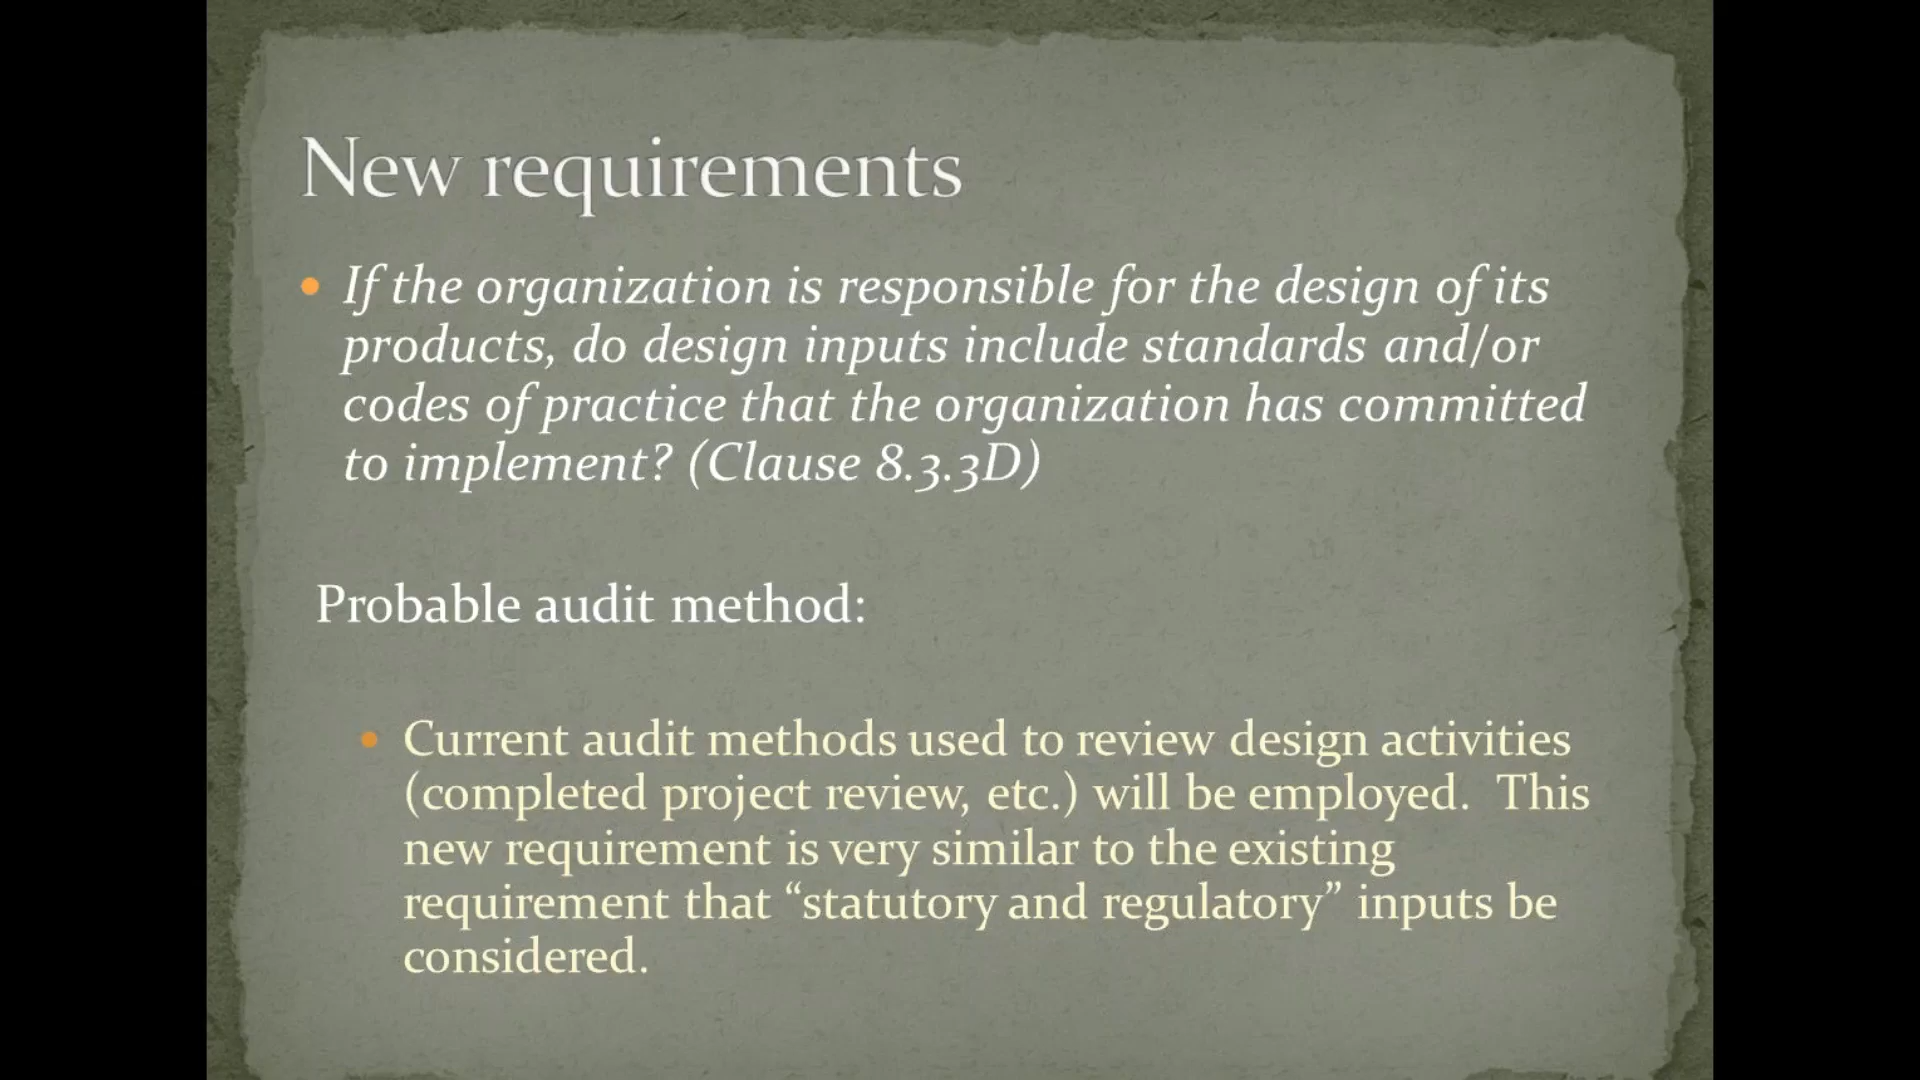 New requirements
If the organization is responsible for the design of its
products, do design inputs include standards and/or
codes of practice that the organization has committed
to implement? (Clause 8.3.3D)
Probable audit method:
Current audit methods used to review design activities
(completed project review, etc.) will be employed.  This
new requirement is very similar to the existing
requirement that “statutory and regulatory” inputs be
considered.